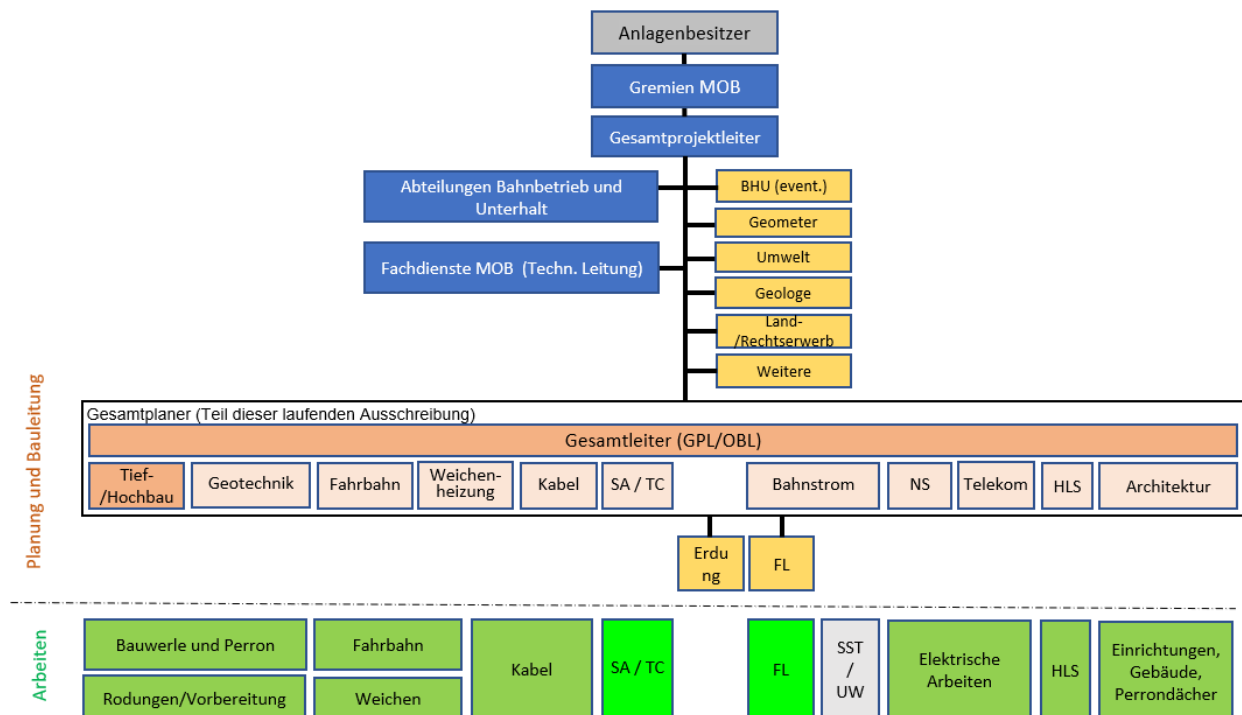 Anlagenbesitzer
Gremien MOB
Gesamtprojektleiter
Abteilungen Bahnbetrieb und
Unterhalt
BHU (event.)
Geometer
Fachdienste MOB (Techn. Leitung)
Umwelt
Geologe
Land-
/Rechtserwerb
Weitere
Planung und Bauleitung
Gesamtplaner (Teil dieser laufenden Ausschreibung)
Gesamtleiter (GPL/OBL)
Tief-
/Hochbau
Geotechnik
Fahrbahn
Weichen-
heizung
Kabel
SA / TC
Bahnstrom
NS
Telekom
HLS
Architektur
Erdu
ng
FL
Arbeiten
Bauwerle und Perron
Rodungen/Vorbereitung
Fahrbahn
Weichen
Kabel
SA / TC
FL
SST
/
UW
Elektrische
Arbeiten
HLS
Einrichtungen,
Gebäude,
Perrondächer